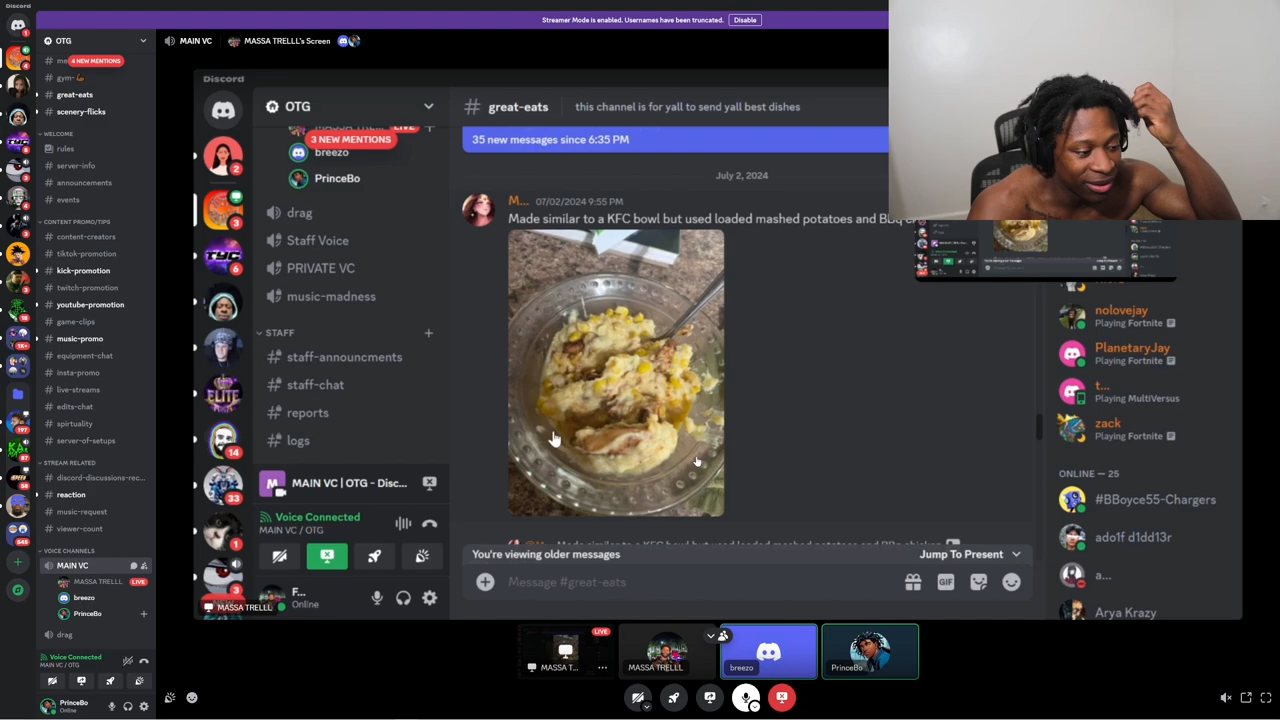 Discord
Streamer Mode is enabled. Usernames have been truncated.
Disable
OTG
MAIN VC
MASSA TRELLL's Screen
4 NEW MENTIONS
gym-
great-eats
scenery-flicks
WELCOME
rules
server-info
announcements
events
CONTENT PROMO/TIPS
content-creators
tiktok-promotion
kick-promotion
twitch-promotion
youtube-promotion
game-clips
music-promo
equipment-chat
insta-promo
live-streams
edits-chat
spirtuality
server-of-setups
STREAM RELATED
discord-discussions-rec...
reaction
music-request
viewer-count
VOICE CHANNELS
MAIN VC
MASSA TRELLL
LIVE
breezo
PrinceBo
drag
Voice Connected
MAIN VC / OTG
PrinceBo
Online
Discord
OTG
3 NEW MENTIONS
breezo
PrinceBo
drag
Staff Voice
PRIVATE VC
music-madness
STAFF
staff-announcments
staff-chat
reports
logs
MAIN VC | OTG - Disc...
Voice Connected
MAIN VC / OTG
F...
Online
MASSA TRELLL
# great-eats
this channel is for yall to send yall best dishes
35 new messages since 6:35 PM
July 2, 2024
M...
07/02/2024 9:55 PM
Made similar to a KFC bowl but used loaded mashed potatoes and BBq
You're viewing older messages
Jump To Present
Message #great-eats
GIF
nolovejay
Playing Fortnite
PlanetaryJay
Playing Fortnite
t...
Playing MultiVersus
zack
Playing Fortnite
ONLINE — 25
#BBoyce55-Chargers
ado1f d1dd13r
a...
Arya Krazy
LIVE
MASSA T...
MASSA TRELLL
breezo
PrinceBo